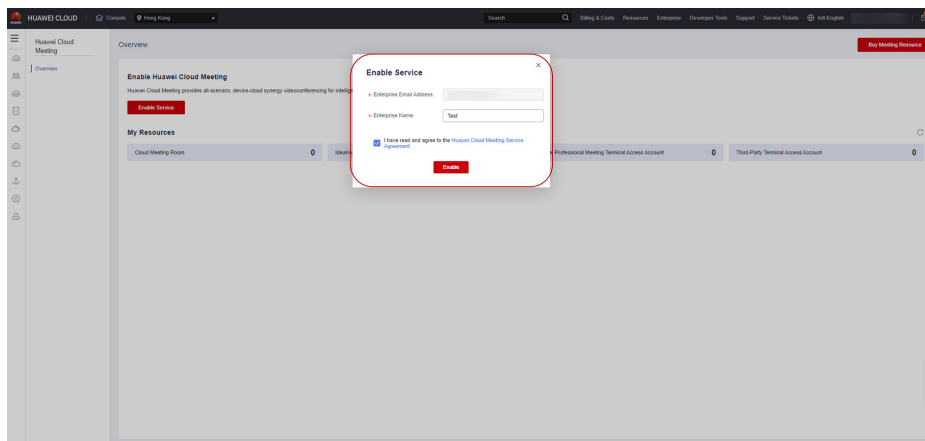 HUAWEI
HUAWEI CLOUD
Console
Hong Kong
Search
Billing & Costs
Resources
Enterprise
Developer Tools
Support
Service Tickets
Intl-English
Huawei Cloud
Meeting
Overview
Overview
Buy Meeting Resource
Enable Huawei Cloud Meeting
Huawei Cloud Meeting provides all-scenario, device-cloud synergy videoconferencing for intellig
Enable Service
My Resources
Cloud Meeting Room 0
IdeaH
Professional Meeting Terminal Access Account 0
Third-Party Terminal Access Account 0
Enable Service
Enterprise Email Address:
Enterprise Name: Test
I have read and agree to the Huawei Cloud Meeting Service
Agreement.
Enable